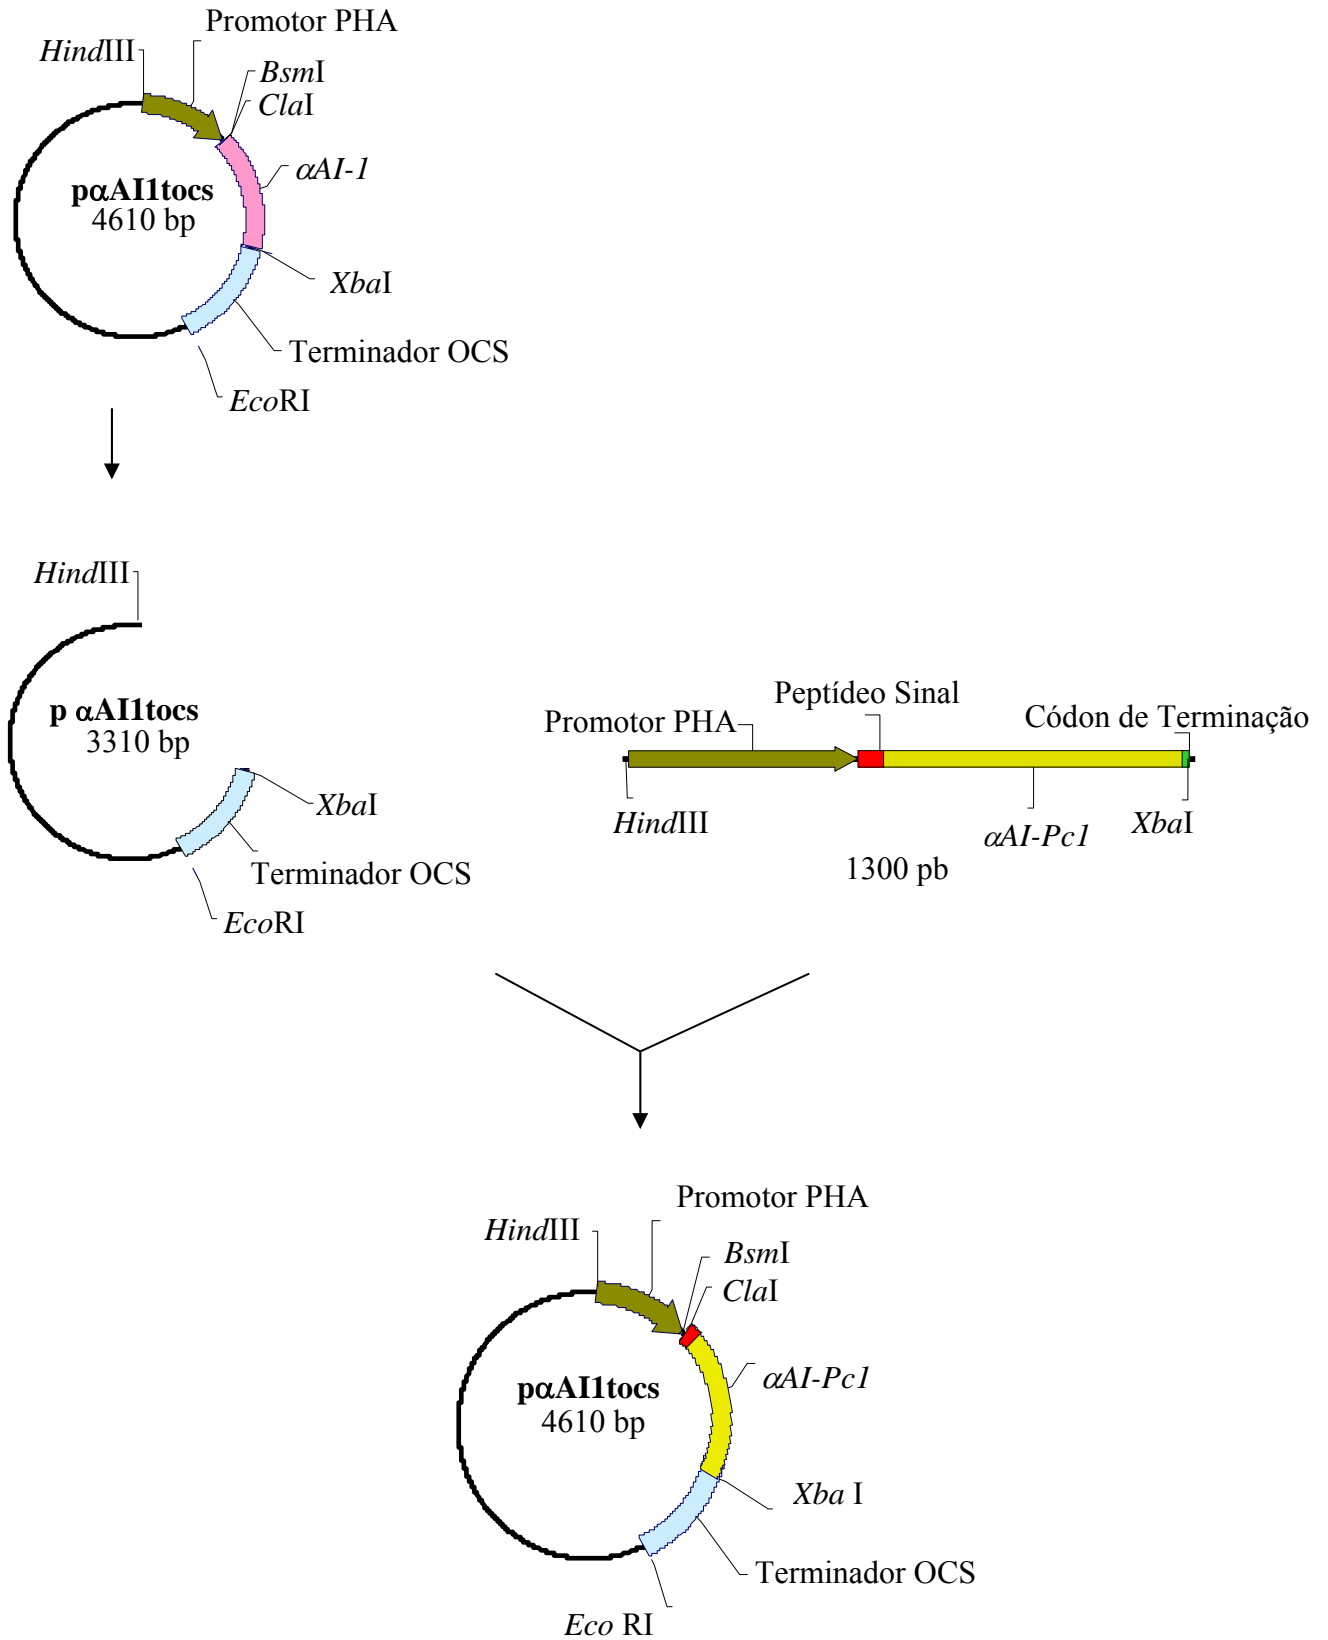 Promotor PHA
HindIII
BsmI
ClaI
αAI-1
pαAI1tocs
4610 bp
XbaI
Terminador OCS
EcoRI
HindIII
p αAI1tocs
3310 bp
XbaI
Terminador OCS
EcoRI
Peptídeo Sinal
Promotor PHA
Códon de Terminação
HindIII
αAI-Pc1
XbaI
1300 pb
Promotor PHA
HindIII
BsmI
ClaI
αAI-Pc1
pαAI1tocs
4610 bp
Xba I
Terminador OCS
Eco RI